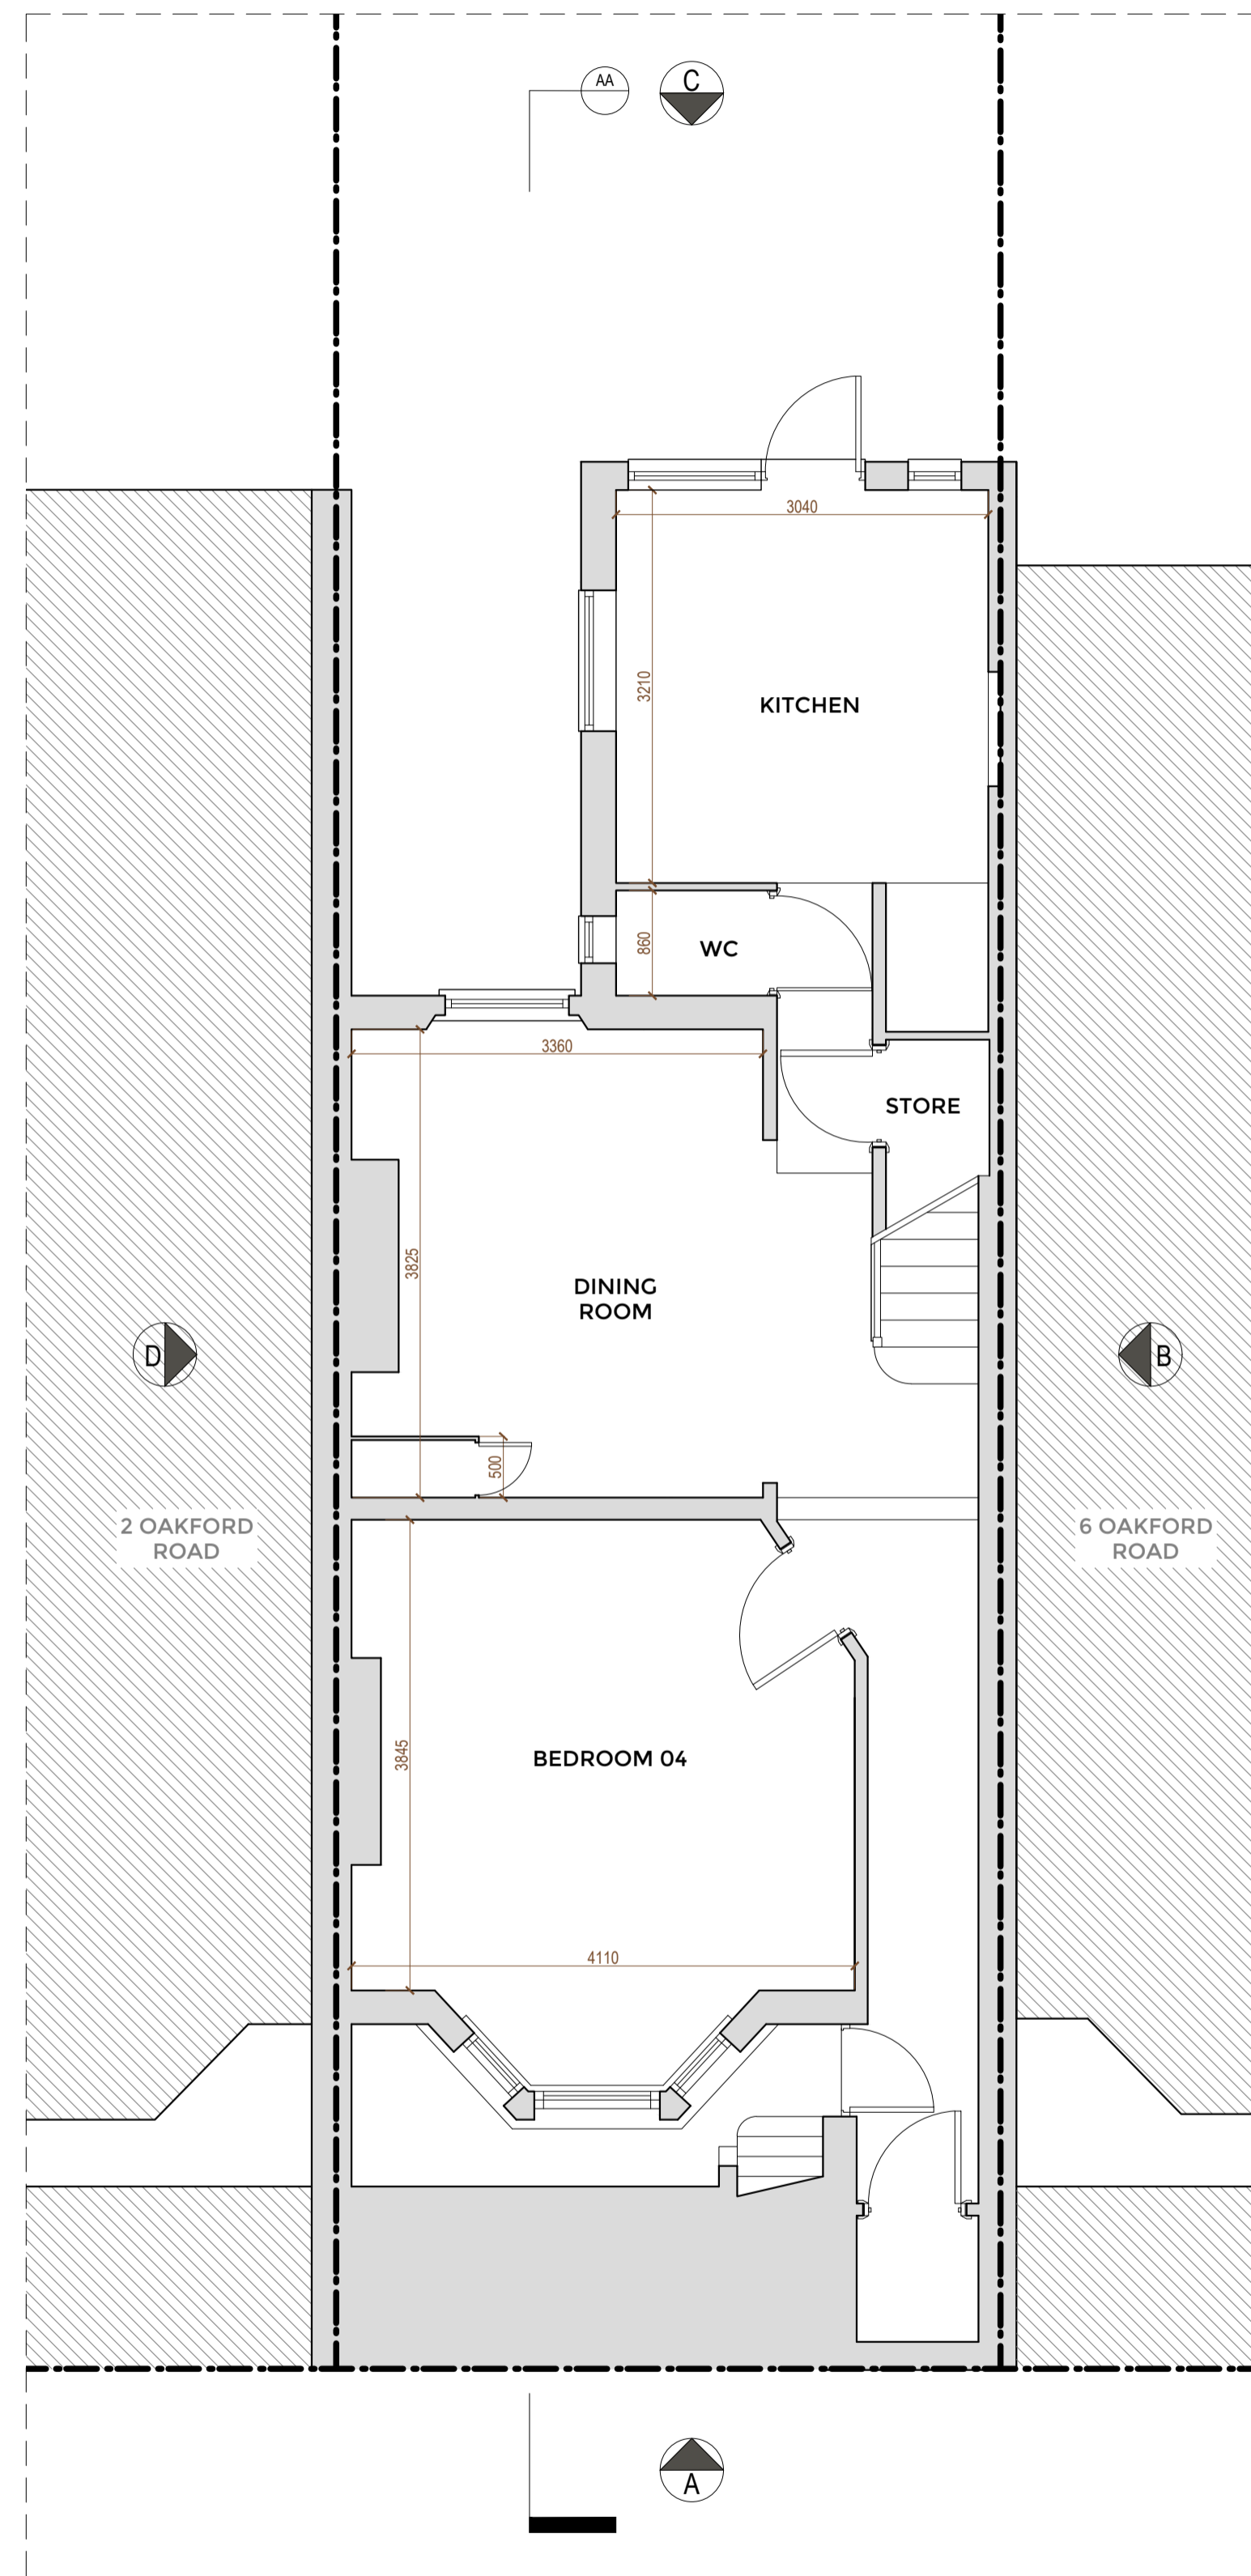 AA
C
3040
3210
KITCHEN
860
WC
3360
STORE
3825
DINING
ROOM
D
B
500
2 OAKFORD
ROAD
6 OAKFORD
ROAD
3845
BEDROOM 04
4110
A